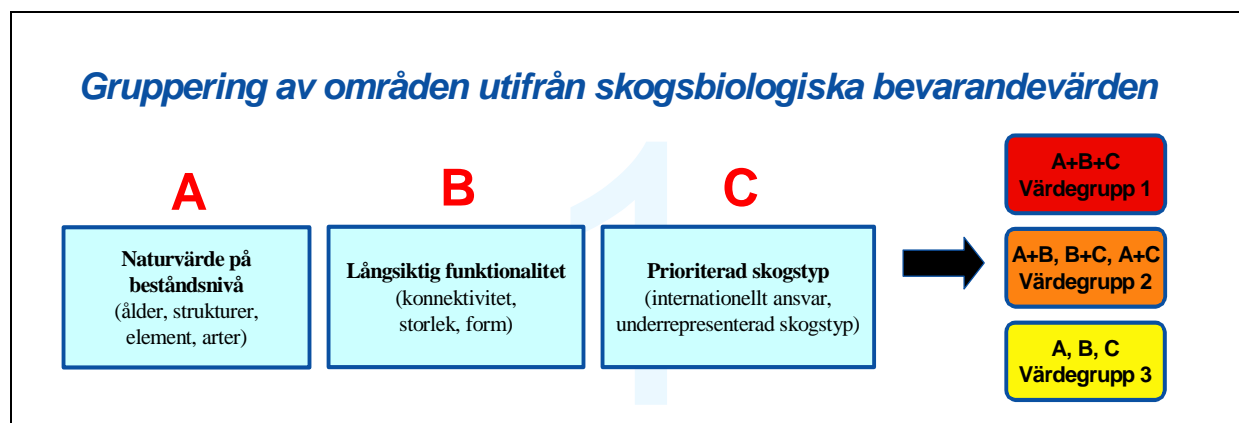 Gruppering av områden utifrån skogsbiologiska bevarandevärden
1
A
Naturvärde på
beståndsnivå
(ålder, strukturer,
element, arter)
B
Långsiktig funktionalitet
(konnektivitet,
storlek, form)
C
Prioriterad skogstyp
(internationellt ansvar,
underrepresenterad skogstyp)
A+B+C
Värdegrupp 1
A+B, B+C, A+C
Värdegrupp 2
A, B, C
Värdegrupp 3